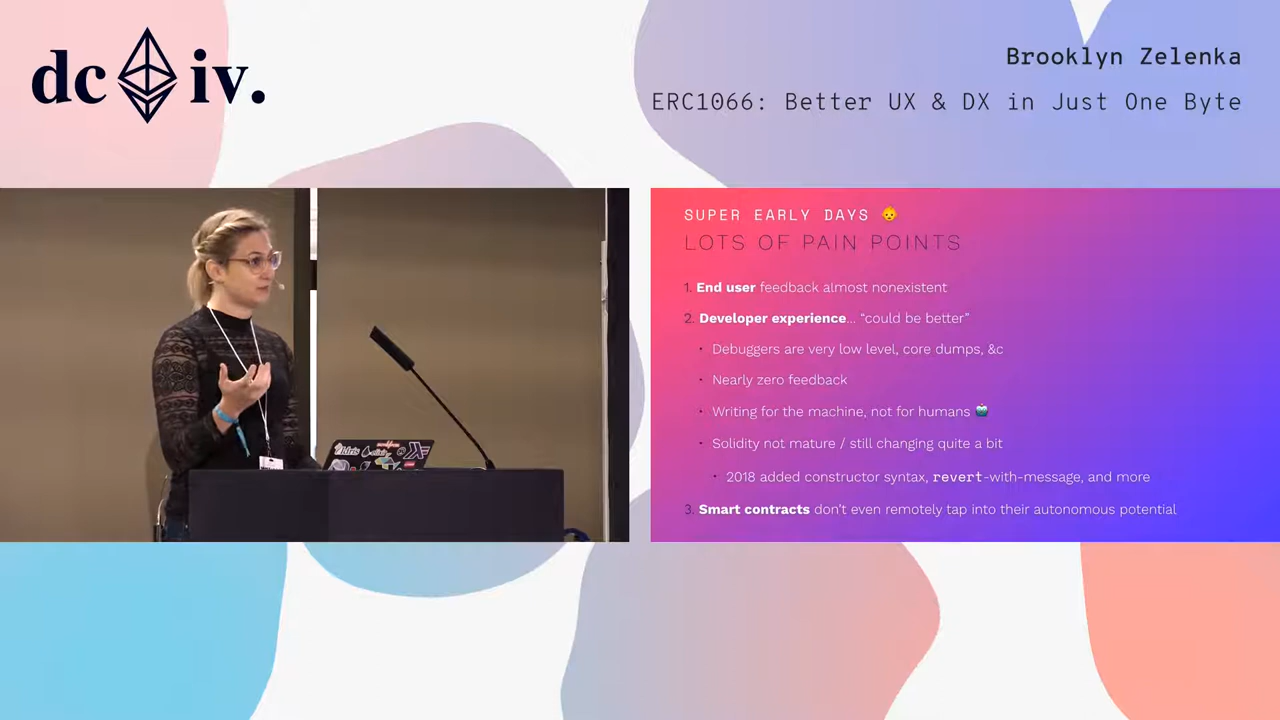 dc iv.
Brooklyn Zelenka
ERC1066: Better UX & DX in Just One Byte
SUPER EARLY DAYS
LOTS OF PAIN POINTS
1. End user feedback almost nonexistent
2. Developer experience... “could be better”
· Debuggers are very low level, core dumps, &c
· Nearly zero feedback
· Writing for the machine, not for humans
· Solidity not mature / still changing quite a bit
· 2018 added constructor syntax, revert-with-message, and more
3. Smart contracts don’t even remotely tap into their autonomous potential